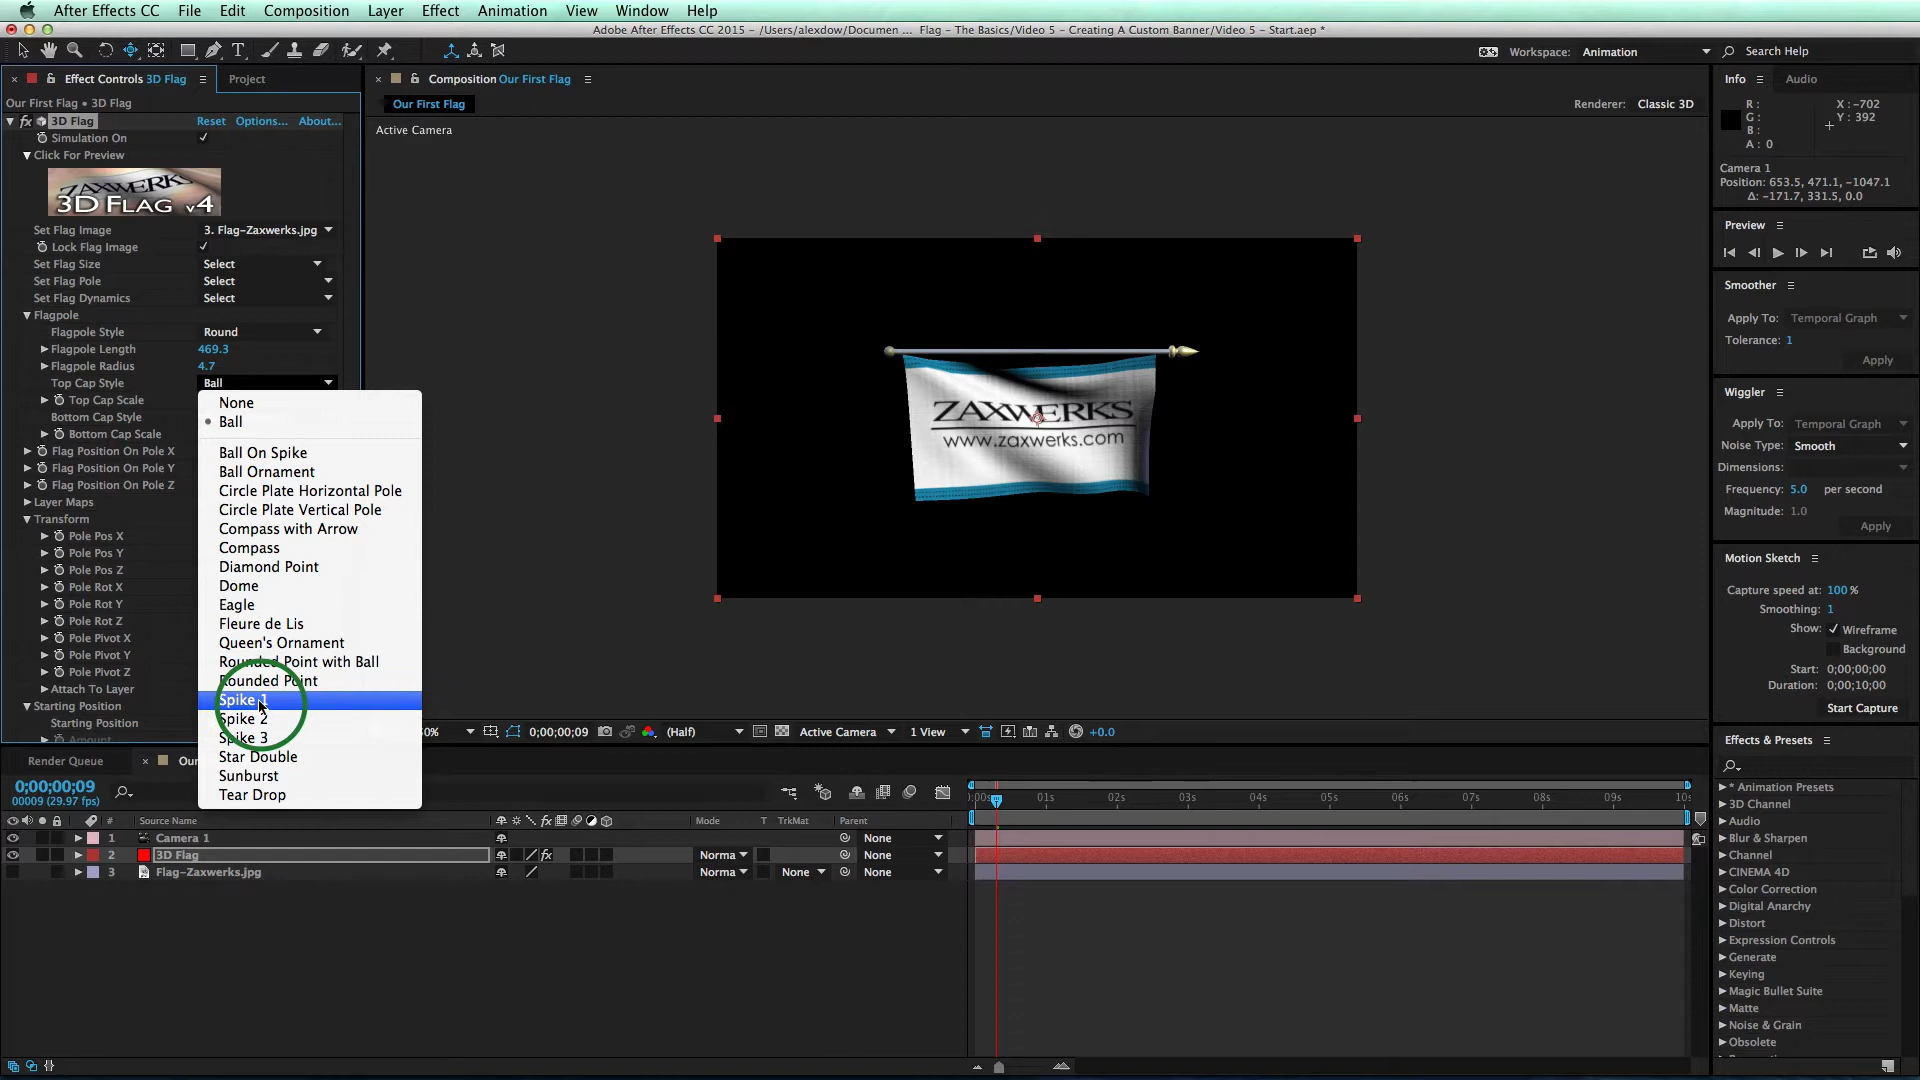 After Effects CC File Edit Composition Layer Effect Animation View Window Help
Adobe After Effects CC 2015 - /Users/alexdow/Documen ... Flag - The Basics/Video 5 - Creating A Custom Banner/Video 5 - Start.aep *
Workspace: Animation Search Help
Effect Controls 3D Flag Project
Our First Flag • 3D Flag
3D Flag Reset Options... About...
Simulation On
Click For Preview
ZAXWERKS
3D FLAG v4
Set Flag Image 3. Flag-Zaxwerks.jpg
Lock Flag Image
Set Flag Size Select
Set Flag Pole Select
Set Flag Dynamics Select
Flagpole
Flagpole Style Round
Flagpole Length 469.3
Flagpole Radius 4.7
Top Cap Style Ball
Top Cap Scale
Bottom Cap Style
Bottom Cap Scale
Flag Position On Pole X
Flag Position On Pole Y
Flag Position On Pole Z
Layer Maps
Transform
Pole Pos X
Pole Pos Y
Pole Pos Z
Pole Rot X
Pole Rot Y
Pole Rot Z
Pole Pivot X
Pole Pivot Y
Pole Pivot Z
Attach To Layer
Starting Position
Starting Position
Amount
None
Ball
Ball On Spike
Ball Ornament
Circle Plate Horizontal Pole
Circle Plate Vertical Pole
Compass with Arrow
Compass
Diamond Point
Dome
Eagle
Fleure de Lis
Queen's Ornament
Rounded Point with Ball
Rounded Point
Spike 1
Spike 2
Spike 3
Star Double
Sunburst
Tear Drop
Composition Our First Flag
Our First Flag Renderer: Classic 3D
Active Camera
ZAXWERKS
www.zaxwerks.com
0;00;00;09 (Half) Active Camera 1 View +0.0
Info Audio
R: X: -702
G: Y: 392
B:
A: 0
Camera 1
Position: 653.5, 471.1, -1047.1
Δ: -171.7, 331.5, 0.0
Preview
Smoother
Apply To: Temporal Graph
Tolerance: 1
Apply
Wiggler
Apply To: Temporal Graph
Noise Type: Smooth
Dimensions:
Frequency: 5.0 per second
Magnitude: 1.0
Apply
Motion Sketch
Capture speed at: 100 %
Smoothing: 1
Show: Wireframe
Background
Start: 0;00;00;00
Duration: 0;00;10;00
Start Capture
Effects & Presets
* Animation Presets
3D Channel
Audio
Blur & Sharpen
Channel
CINEMA 4D
Color Correction
Digital Anarchy
Distort
Expression Controls
Generate
Keying
Magic Bullet Suite
Matte
Noise & Grain
Obsolete
Render Queue Our
0;00;00;09
00009 (29.97 fps)
:00s 01s 02s 03s 04s 05s 06s 07s 08s 09s 10s
# Source Name Mode T TrkMat Parent
1 Camera 1 None
2 3D Flag Norma None
3 Flag-Zaxwerks.jpg Norma None None